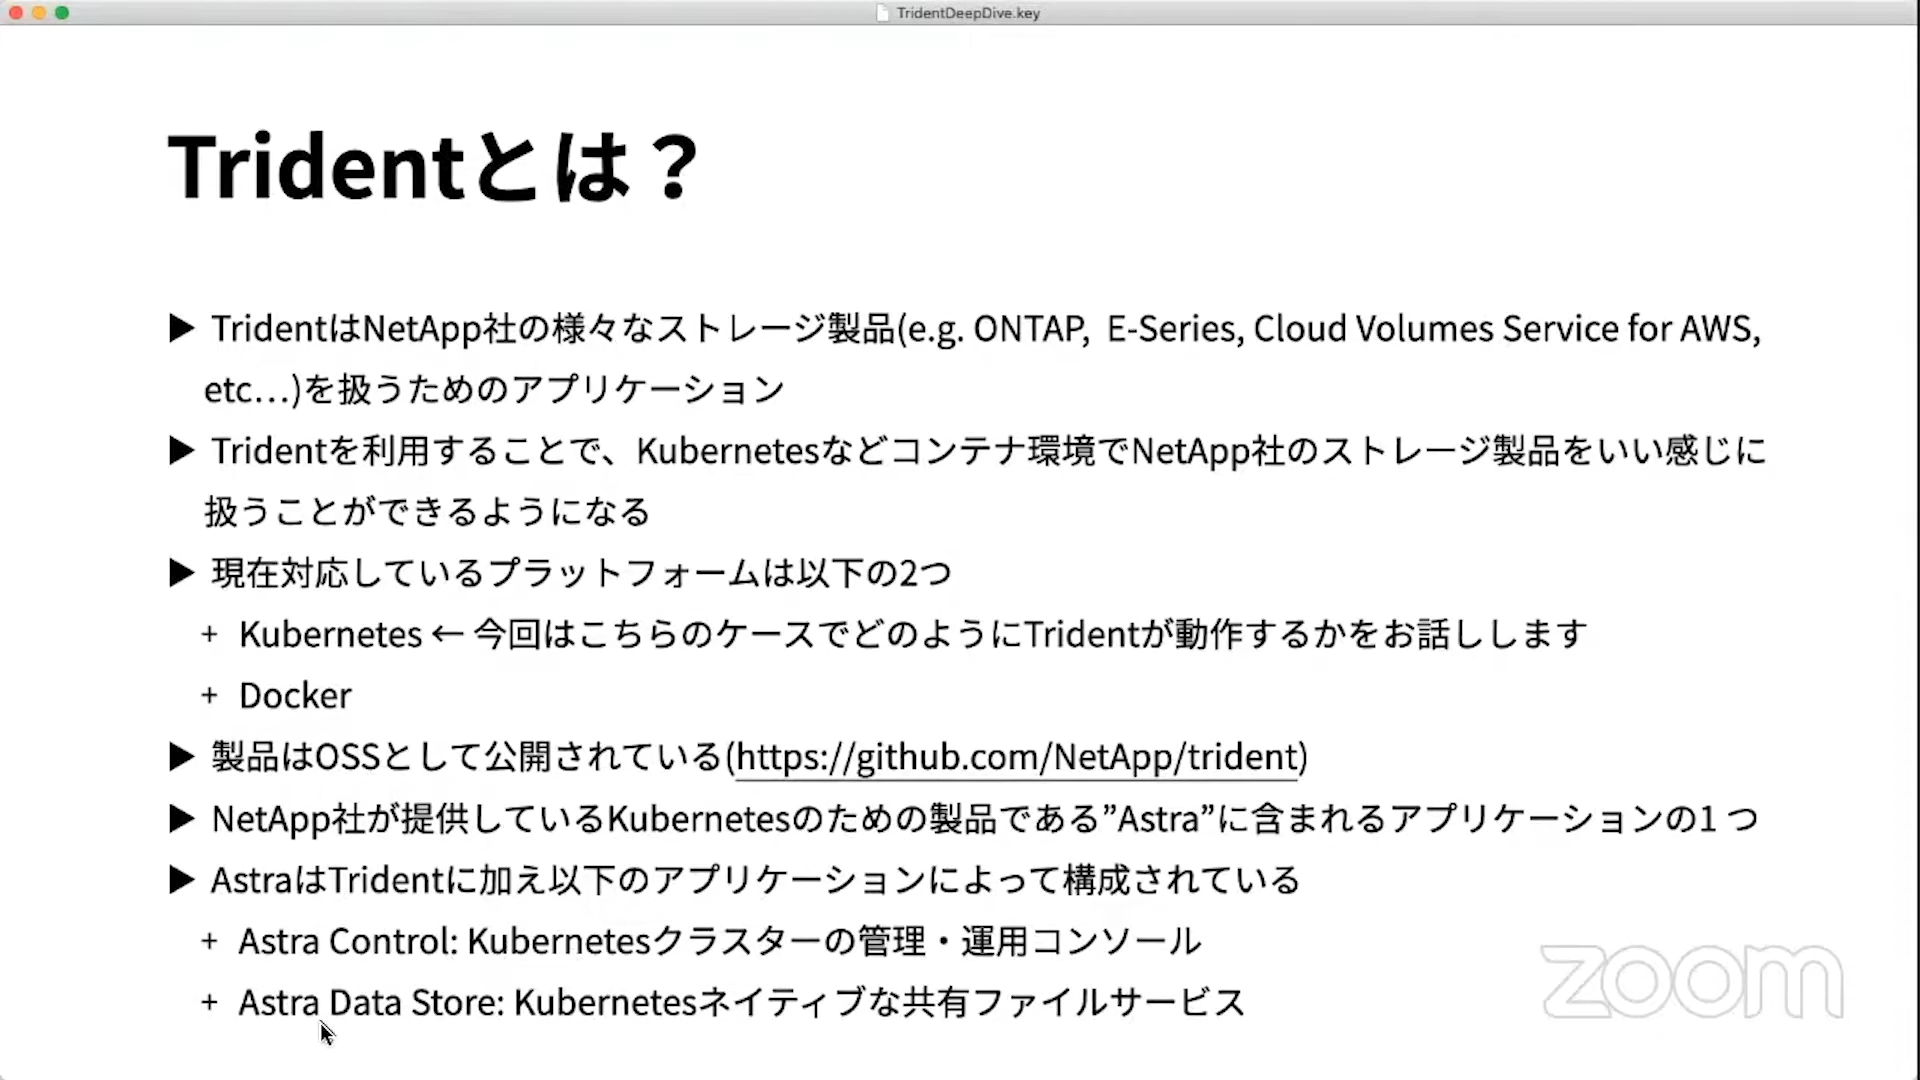 TridentDeepDive.key
Tridentとは？
▶ TridentはNetApp社の様々なストレージ製品(e.g. ONTAP, E-Series, Cloud Volumes Service for AWS,
etc…)を扱うためのアプリケーション
▶ Tridentを利用することで、Kubernetesなどコンテナ環境でNetApp社のストレージ製品をいい感じに
扱うことができるようになる
▶ 現在対応しているプラットフォームは以下の2つ
+ Kubernetes ← 今回はこちらのケースでどのようにTridentが動作するかをお話しします
+ Docker
▶ 製品はOSSとして公開されている(https://github.com/NetApp/trident)
▶ NetApp社が提供しているKubernetesのための製品である”Astra”に含まれるアプリケーションの1つ
▶ AstraはTridentに加え以下のアプリケーションによって構成されている
+ Astra Control: Kubernetesクラスターの管理・運用コンソール
+ Astra Data Store: Kubernetesネイティブな共有ファイルサービス
zoom